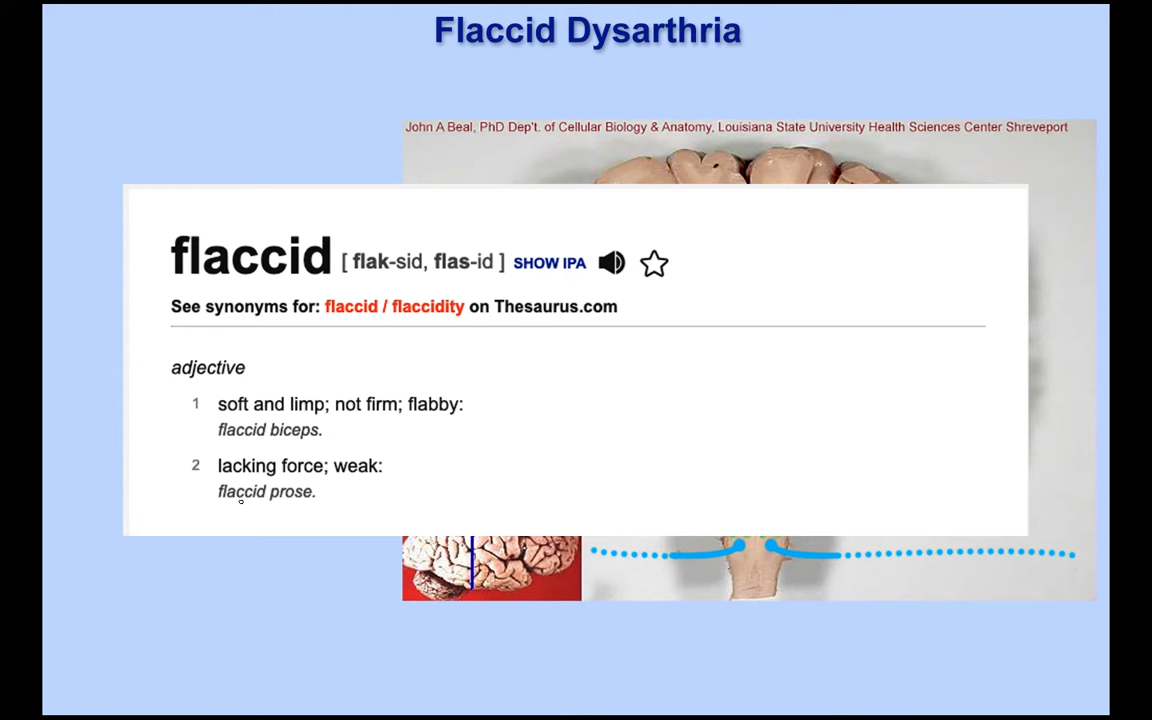 Flaccid Dysarthria
John A Beal, PhD Dep't. of Cellular Biology & Anatomy, Louisiana State University Health Sciences Center Shreveport
flaccid [ flak-sid, flas-id ] SHOW IPA
See synonyms for: flaccid / flaccidity on Thesaurus.com
adjective
1 soft and limp; not firm; flabby:
flaccid biceps.
2 lacking force; weak:
flaccid prose.